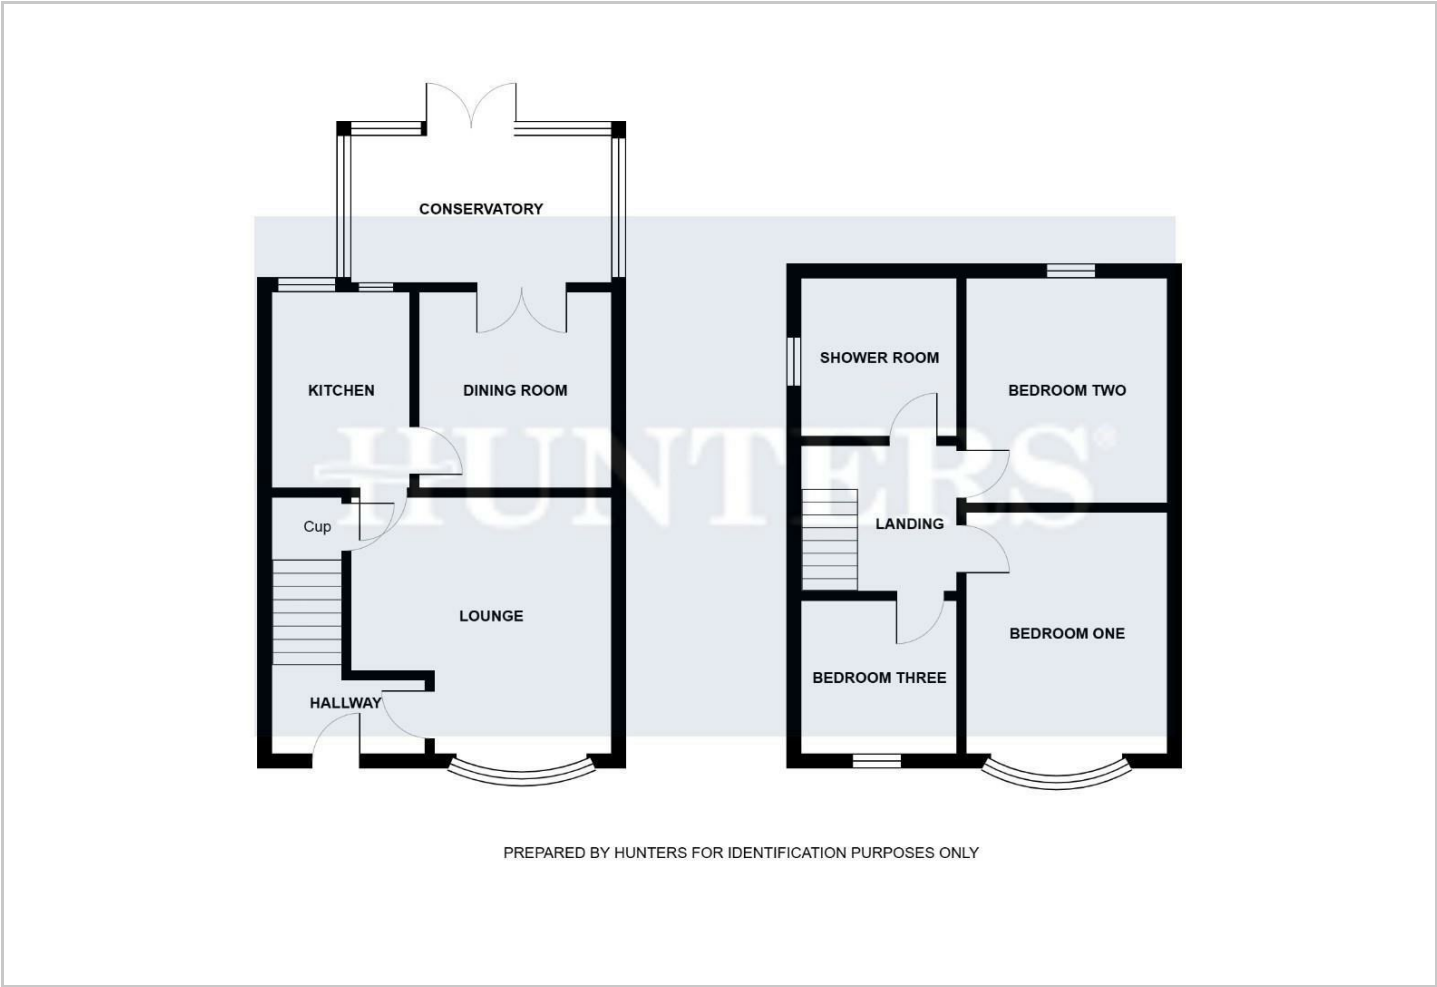 CONSERVATORY
KITCHEN
DINING ROOM
Cup
LOUNGE
HALLWAY
SHOWER ROOM
BEDROOM TWO
LANDING
BEDROOM ONE
BEDROOM THREE
HUNTERS®
PREPARED BY HUNTERS FOR IDENTIFICATION PURPOSES ONLY